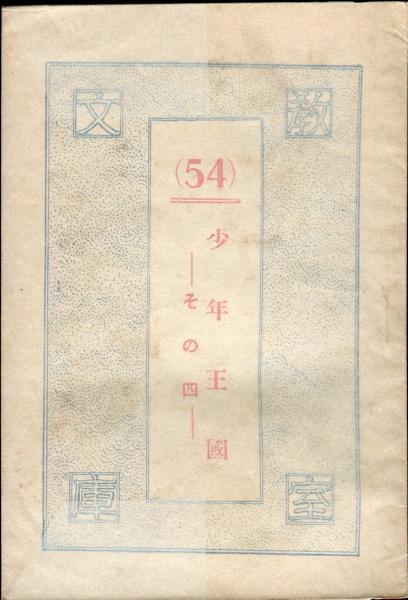 教室
文庫
(54)
少年王國
―その四―